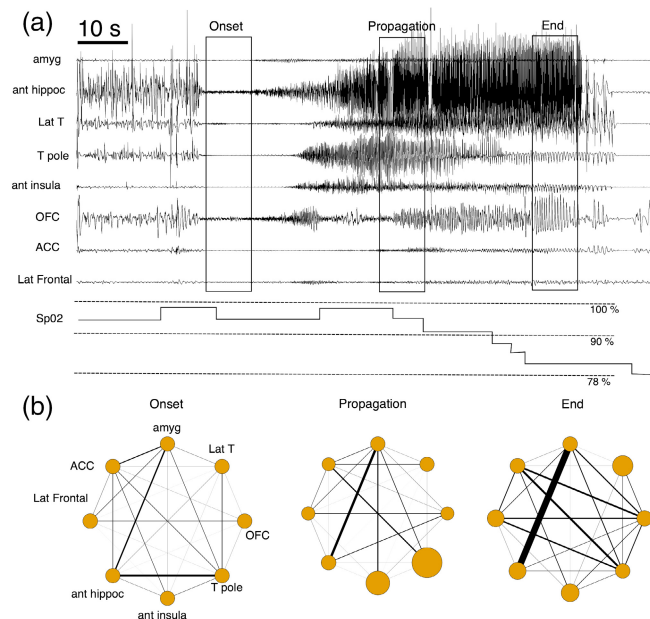 (a)
10 s
Onset
Propagation
End
amyg
ant hippoc
Lat T
T pole
ant insula
OFC
ACC
Lat Frontal
Sp02
100 %
90 %
78 %
(b)
Onset
Propagation
End
amyg
ACC
Lat T
Lat Frontal
OFC
ant hippoc
T pole
ant insula